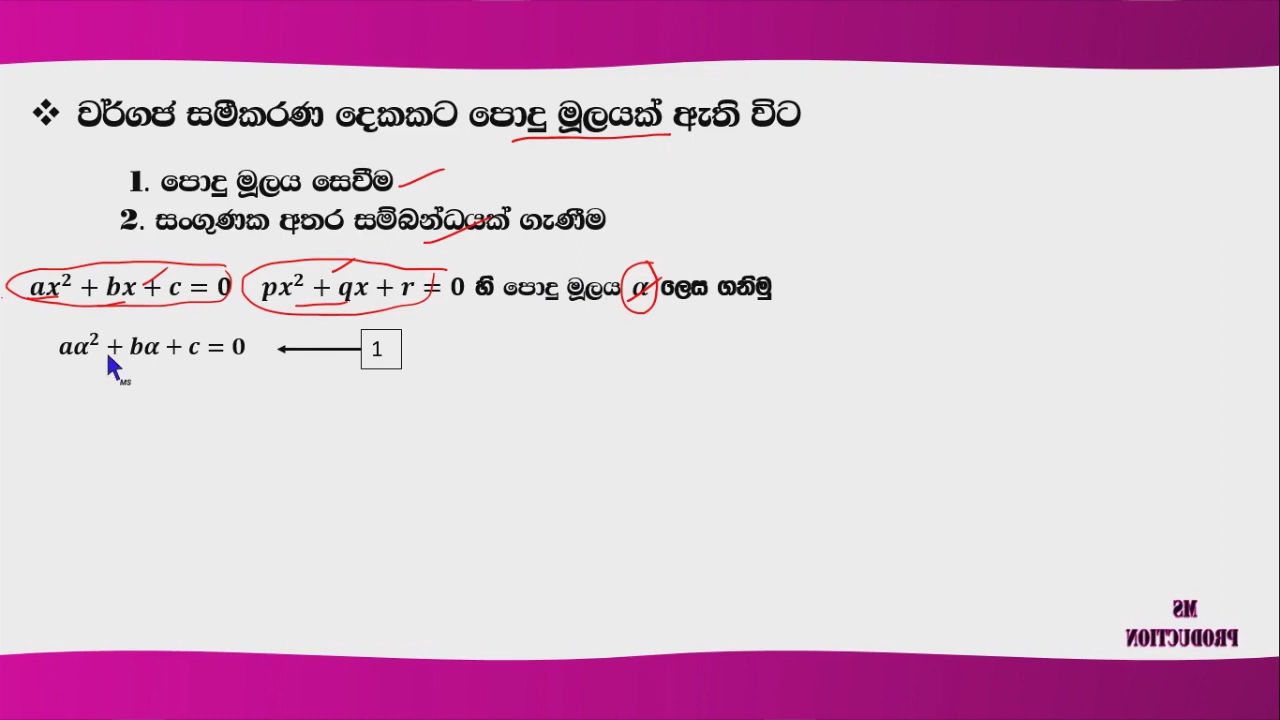 ❖ වර්ගජ සමීකරණ දෙකකට පොදු මූලයක් ඇති විට
1. පොදු මූලය සෙවීම
2. සංගුණක අතර සම්බන්ධයක් ගැණීම
ax² + bx + c = 0 px² + qx + r = 0 හි පොදු මූලය α ලෙස ගනිමු
aα² + bα + c = 0 1
MS
MS
PRODUCTION